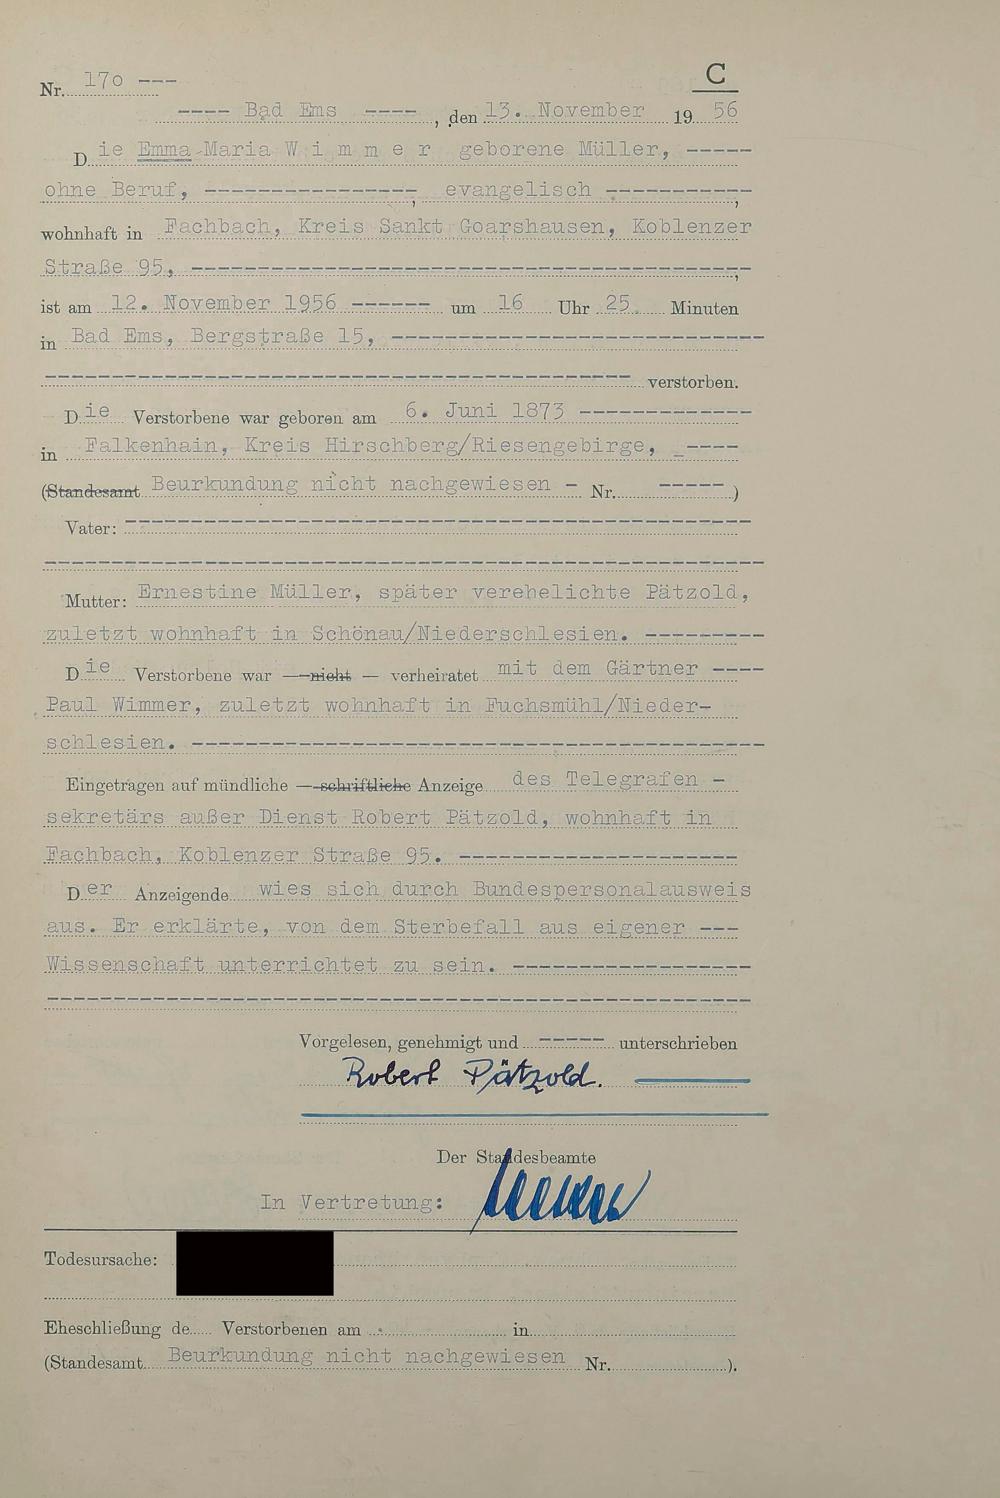 C
Nr. 17o ---
---- Bad Ems ----, den 13. November 19 56
Die Emma Maria W i m m e r geborene Müller, -----
ohne Beruf, ----------------, evangelisch -----------,
wohnhaft in Fachbach, Kreis Sankt Goarshausen, Koblenzer
Straße 95, ------------------------------------------,
ist am 12. November 1956 ------ um 16 Uhr 25 Minuten
in Bad Ems, Bergstraße 15, ----------------------------
-------------------------------------------- verstorben.
Die Verstorbene war geboren am 6. Juni 1873 -------------
in Falkenhain, Kreis Hirschberg/Riesengebirge, _----
(Standesamt Beurkundung nicht nachgewiesen - Nr. -----)
Vater: -----------------------------------------------
------------------------------------------------------
Mutter: Ernestine Müller, später verehelichte Pätzold,
zuletzt wohnhaft in Schönau/Niederschlesien. ---------
Die Verstorbene war — nicht — verheiratet mit dem Gärtner ----
Paul Wimmer, zuletzt wohnhaft in Fuchsmühl/Nieder-
schlesien. -------------------------------------------
Eingetragen auf mündliche — schriftliche Anzeige des Telegrafen -
sekretärs außer Dienst Robert Pätzold, wohnhaft in
Fachbach, Koblenzer Straße 95. ---------------------
Der Anzeigende wies sich durch Bundespersonalausweis
aus. Er erklärte, von dem Sterbefall aus eigener ---
Wissenschaft unterrichtet zu sein. ------------------
-----------------------------------------------------
Vorgelesen, genehmigt und ----- unterschrieben
Robert Pätzold.
Der Standesbeamte
In Vertretung:
Todesursache:
Eheschließung de..... Verstorbenen am ..... in.....
(Standesamt Beurkundung nicht nachgewiesen Nr. .....).